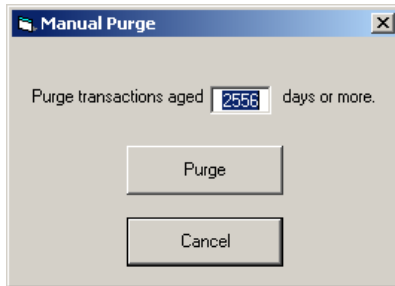 Manual Purge
Purge transactions aged 2556 days or more.
Purge
Cancel